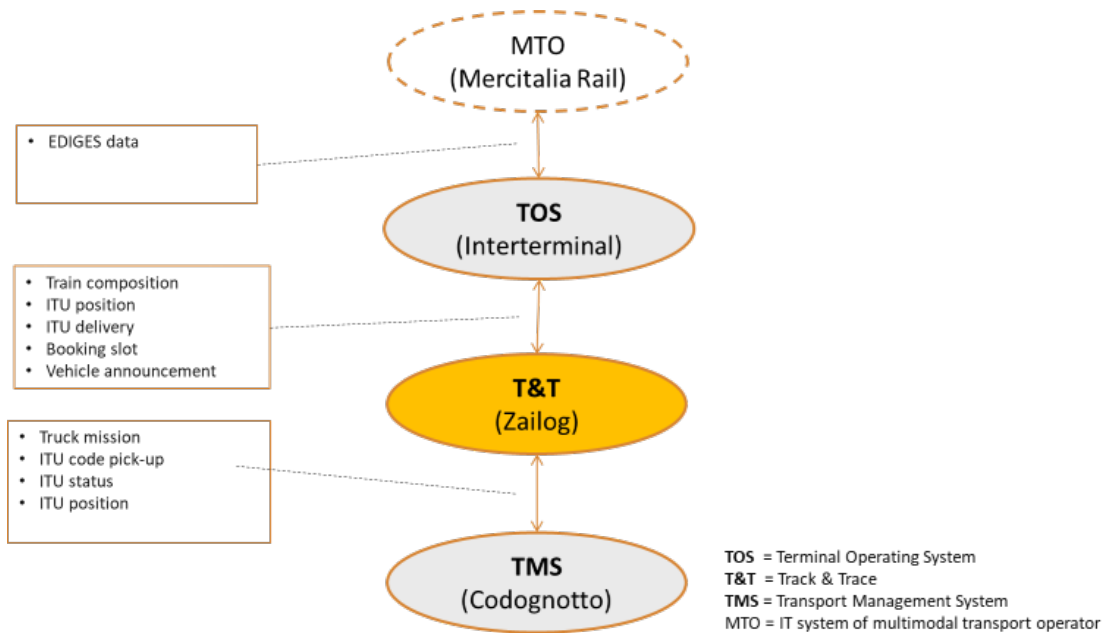 MTO
(Mercitalia Rail)
• EDIGES data
TOS
(Interterminal)
• Train composition
• ITU position
• ITU delivery
• Booking slot
• Vehicle announcement
T&T
(Zailog)
• Truck mission
• ITU code pick-up
• ITU status
• ITU position
TMS
(Codognotto)
TOS = Terminal Operating System
T&T = Track & Trace
TMS = Transport Management System
MTO = IT system of multimodal transport operator